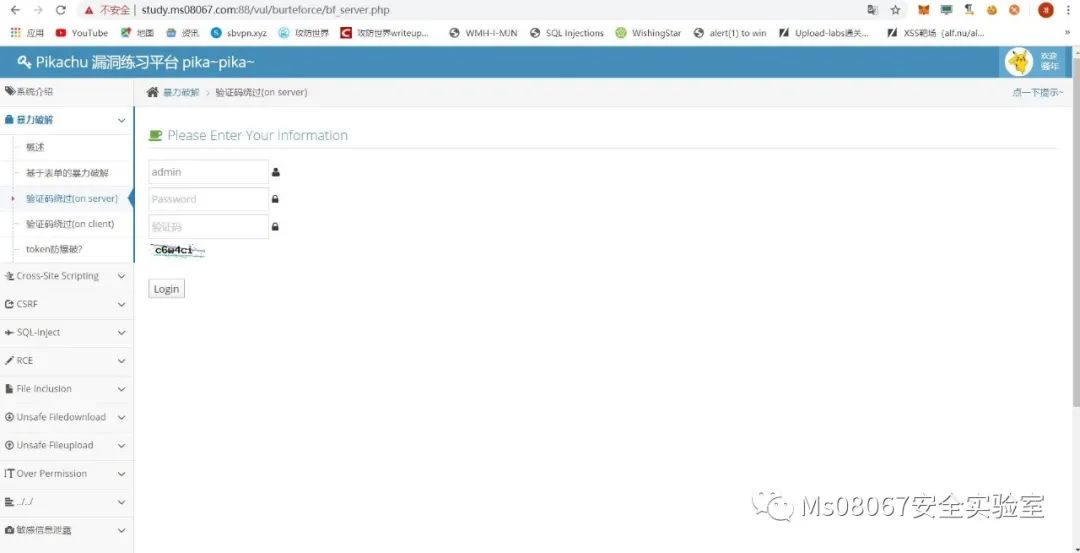 不安全 | study.ms08067.com:88/vul/burteforce/bf_server.php
应用 YouTube 地图 资讯 sbvpn.xyz 攻防世界 攻防世界writeup... WMH-I-MJN SQL Injections WishingStar alert(1) to win Upload-labs通关... XSS靶场（alf.nu/al... »
Pikachu 漏洞练习平台 pika~pika~
欢迎
骚年
系统介绍
暴力破解 › 验证码绕过(on server)
点一下提示~
暴力破解
概述
基于表单的暴力破解
验证码绕过(on server)
验证码绕过(on client)
token防爆破?
Cross-Site Scripting
CSRF
SQL-Inject
RCE
File Inclusion
Unsafe Filedownload
Unsafe Fileupload
Over Permission
../../
敏感信息泄露
Please Enter Your Information
admin
Password
验证码
c6w4ci
Login
Ms08067安全实验室